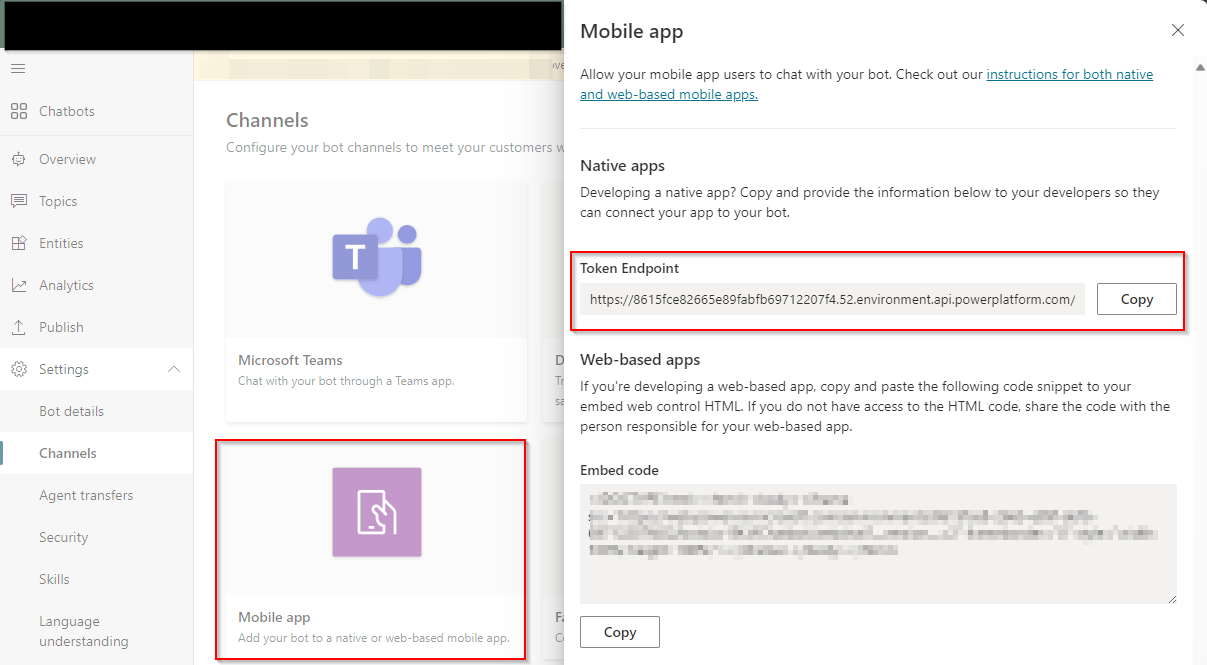 Chatbots
Overview
Topics
Entities
Analytics
Publish
Settings
Bot details
Channels
Agent transfers
Security
Skills
Language
understanding
Channels
Configure your bot channels to meet your customers
T
Microsoft Teams
Chat with your bot through a Teams app.
Mobile app
Add your bot to a native or web-based mobile app.
Mobile app
Allow your mobile app users to chat with your bot. Check out our instructions for both native
and web-based mobile apps.
Native apps
Developing a native app? Copy and provide the information below to your developers so they
can connect your app to your bot.
Token Endpoint
https://8615fce82665e89fabfb69712207f4.52.environment.api.powerplatform.com/
Copy
Web-based apps
If you're developing a web-based app, copy and paste the following code snippet to your
embed web control HTML. If you do not have access to the HTML code, share the code with the
person responsible for your web-based app.
Embed code
Copy